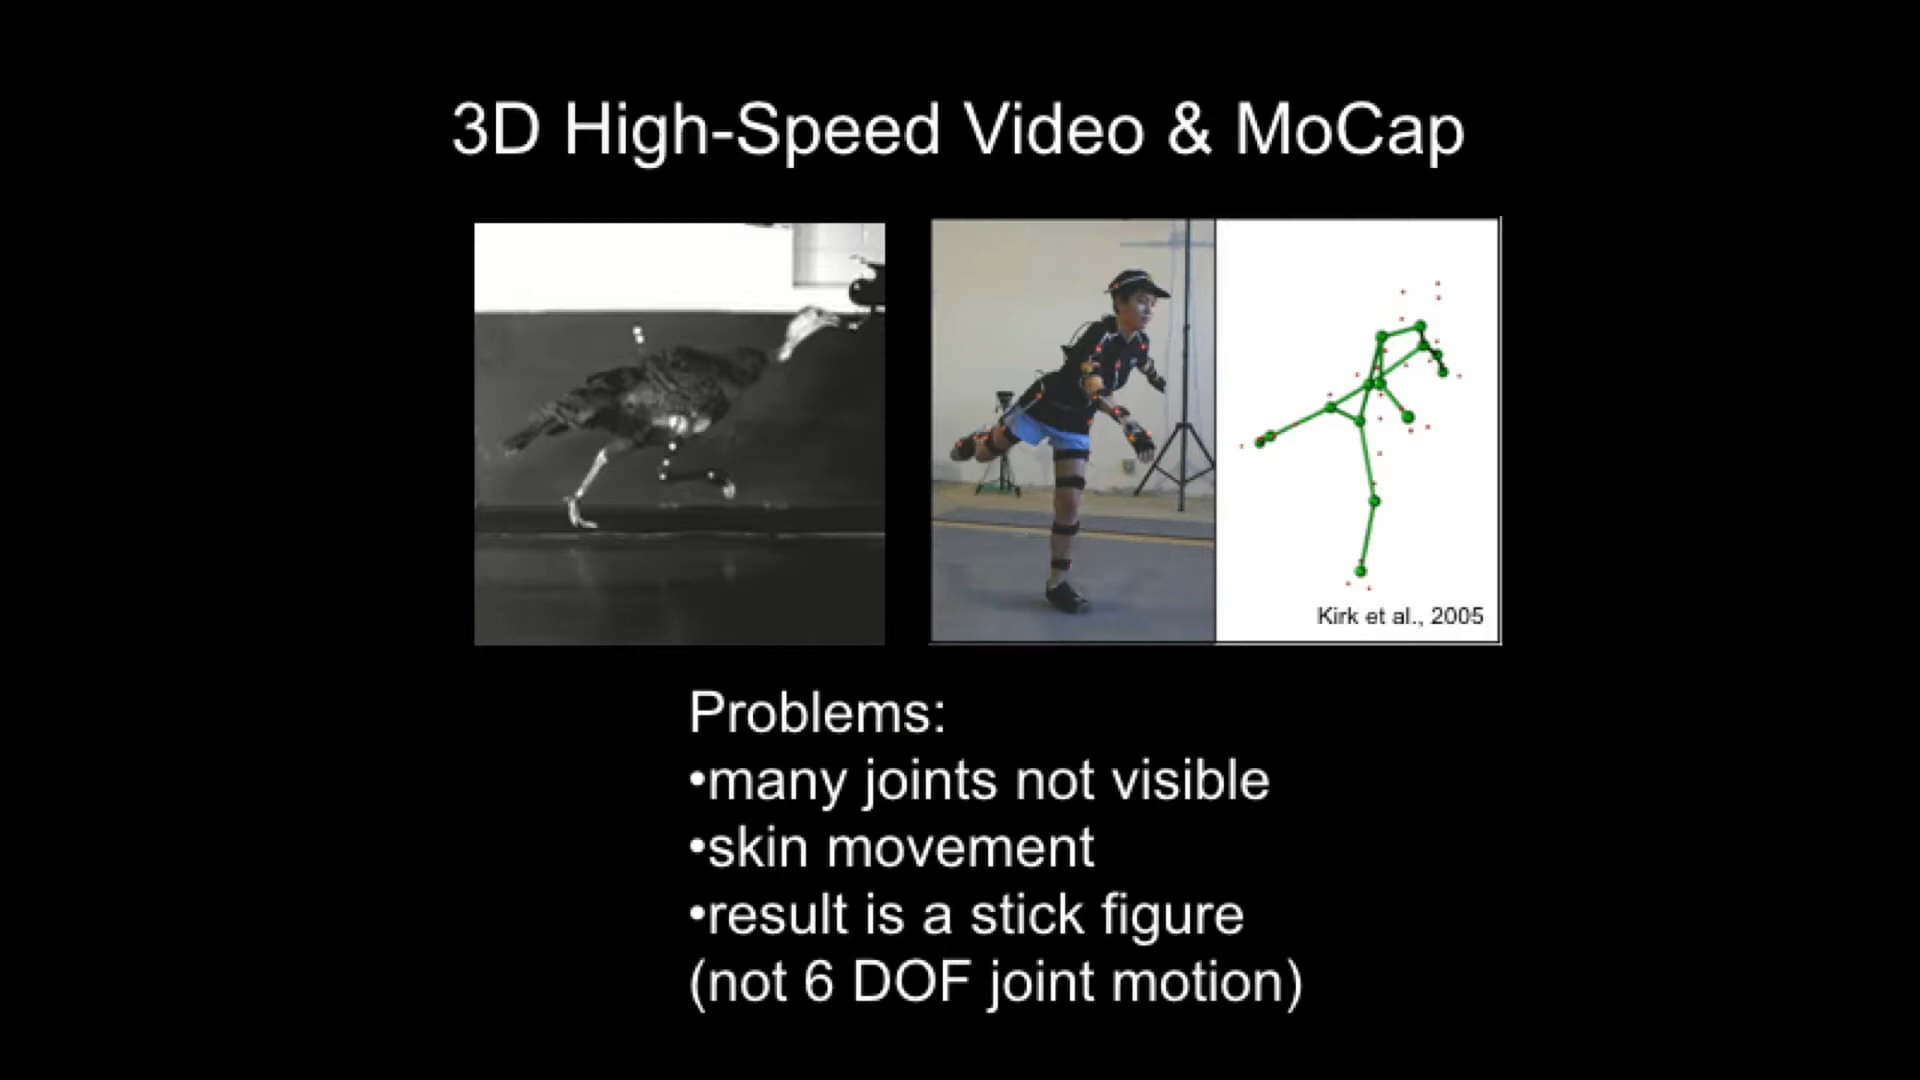 3D High-Speed Video & MoCap
Kirk et al., 2005
Problems:
•many joints not visible
•skin movement
•result is a stick figure
(not 6 DOF joint motion)